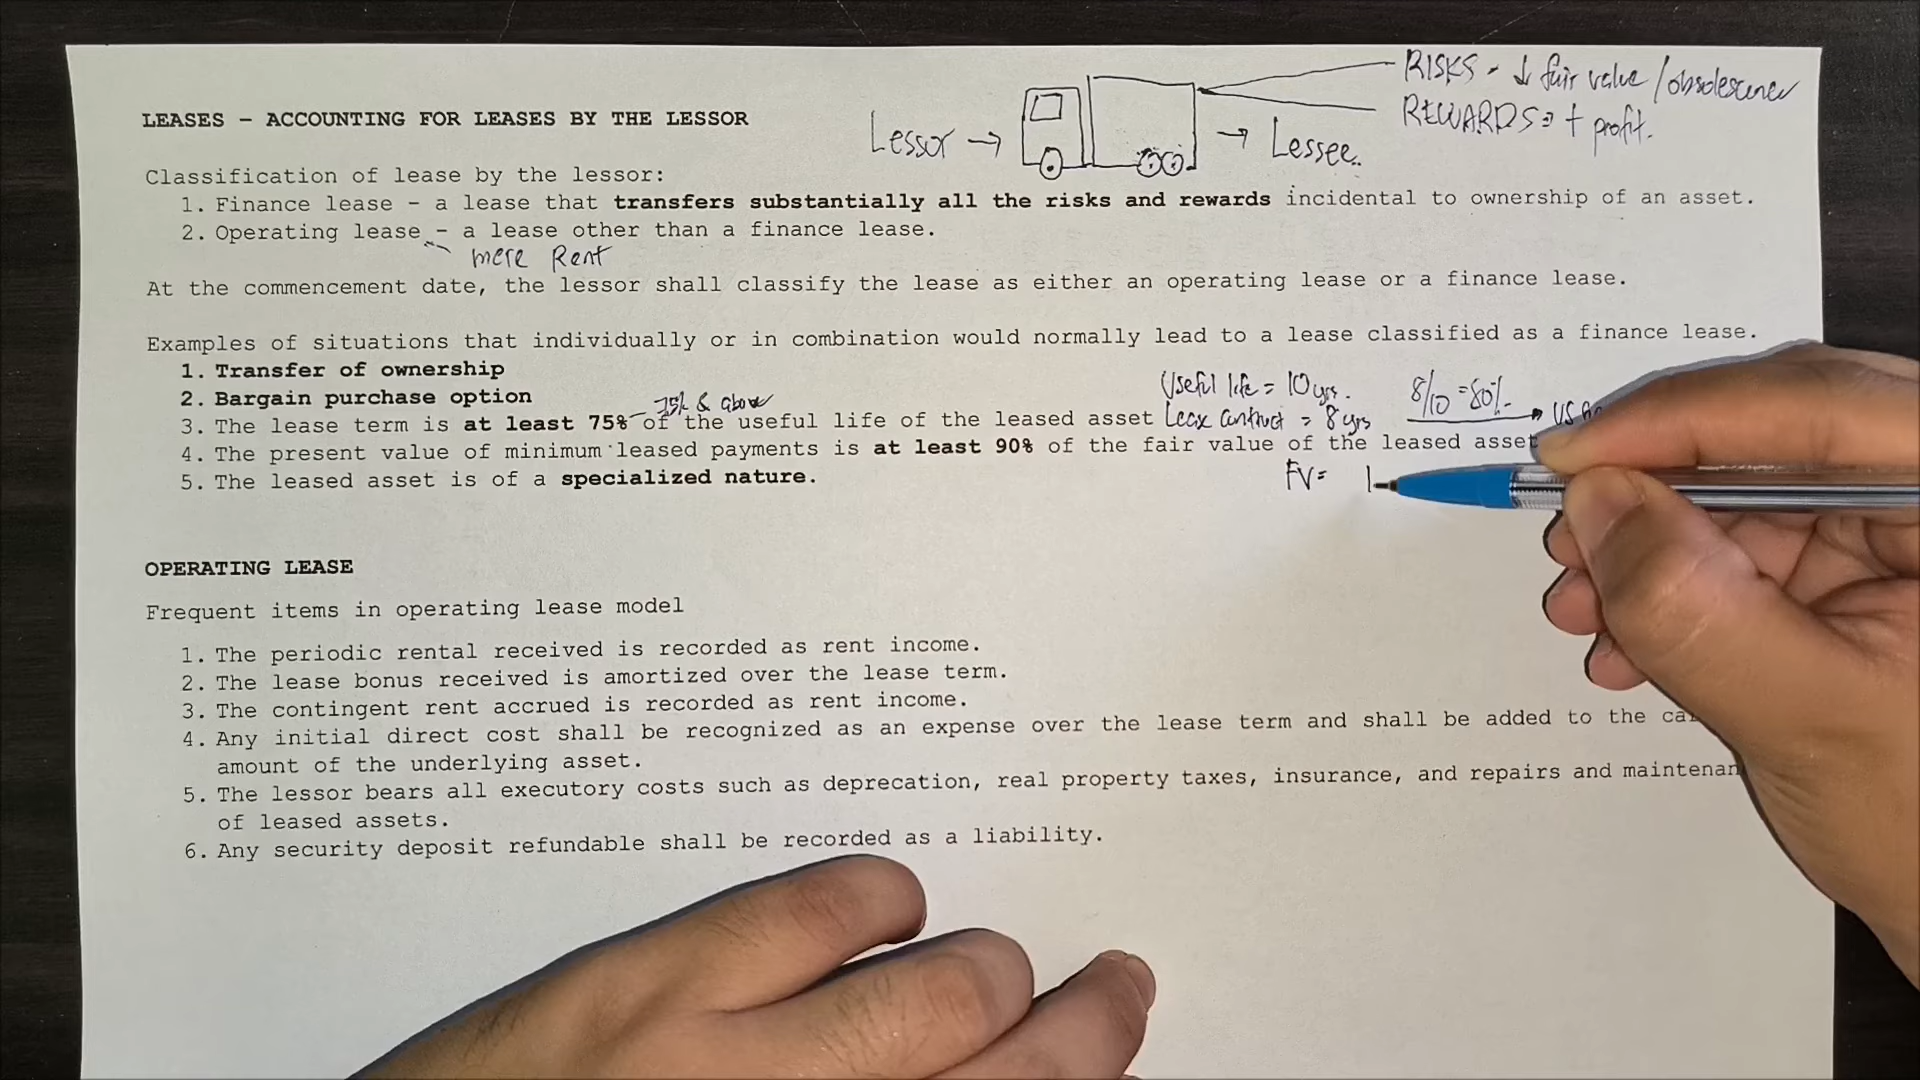 RISKS - ↓ fair value / obsolescence
REWARDS = + profit.
Lessor → → Lessee.
LEASES – ACCOUNTING FOR LEASES BY THE LESSOR
Classification of lease by the lessor:
1. Finance lease – a lease that transfers substantially all the risks and rewards incidental to ownership of an asset.
2. Operating lease – a lease other than a finance lease.
mere Rent
At the commencement date, the lessor shall classify the lease as either an operating lease or a finance lease.
Examples of situations that individually or in combination would normally lead to a lease classified as a finance lease.
1. Transfer of ownership
2. Bargain purchase option
75% & above
Useful life = 10yrs. 8/10 = 80%
3. The lease term is at least 75% of the useful life of the leased asset Lease contract = 8 yrs → US
4. The present value of minimum leased payments is at least 90% of the fair value of the leased asset
5. The leased asset is of a specialized nature.
FV= 1
OPERATING LEASE
Frequent items in operating lease model
1. The periodic rental received is recorded as rent income.
2. The lease bonus received is amortized over the lease term.
3. The contingent rent accrued is recorded as rent income.
4. Any initial direct cost shall be recognized as an expense over the lease term and shall be added to the
amount of the underlying asset.
5. The lessor bears all executory costs such as deprecation, real property taxes, insurance, and repairs and maintenan
of leased assets.
6. Any security deposit refundable shall be recorded as a liability.